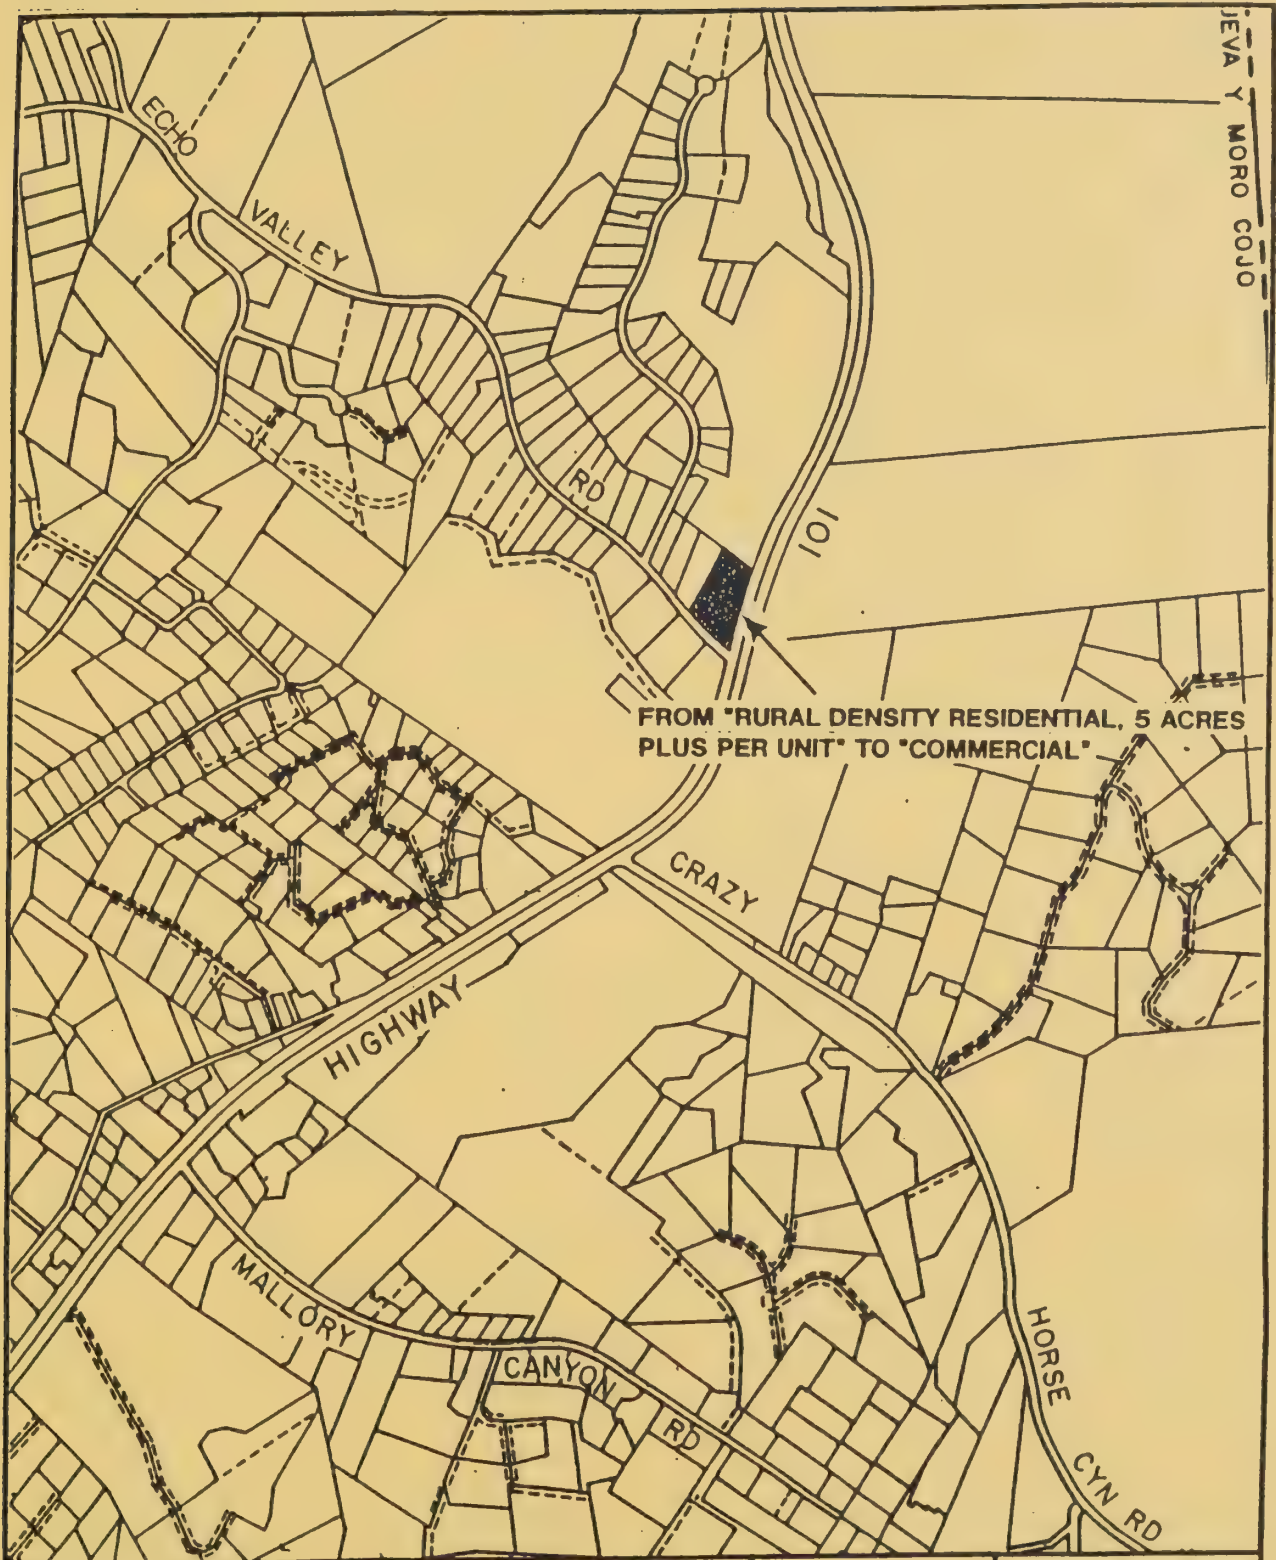 ECHO
VALLEY
RD
101
Y MORO COJO
FROM "RURAL DENSITY RESIDENTIAL, 5 ACRES
PLUS PER UNIT" TO "COMMERCIAL"
CRAZY
HORSE
CYN RD
HIGHWAY
MALLORY
CANYON
RD